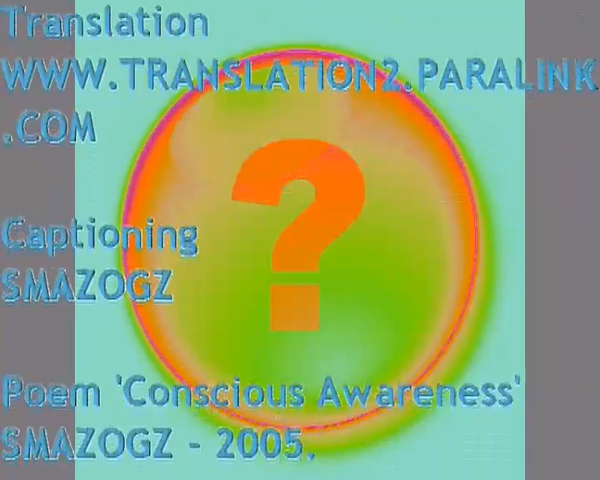 Translation
WWW.TRANSLATION2.PARALINK
.COM
Captioning
SMAZOGZ
?
Poem 'Conscious Awareness'
SMAZOGZ - 2005.